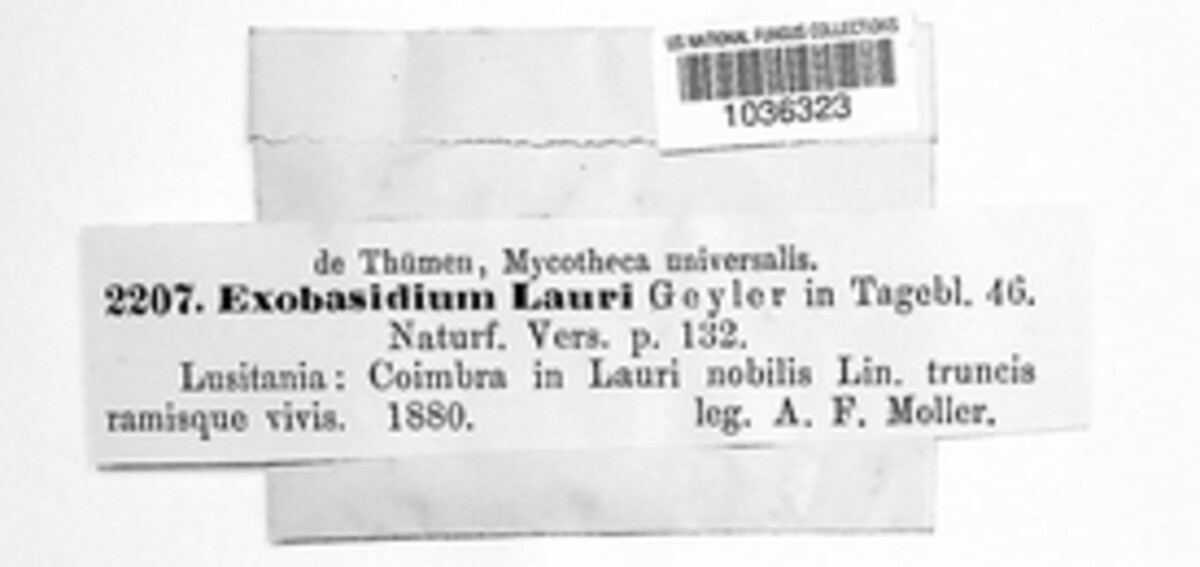 US NATIONAL FUNGUS COLLECTIONS
1036323
de Thümen, Mycotheca universalis.
2207. Exobasidium Lauri Geyler in Tagebl. 46.
Naturf. Vers. p. 132.
Lusitania: Coimbra in Lauri nobilis Lin. truncis
ramisque vivis. 1880. leg. A. F. Moller.